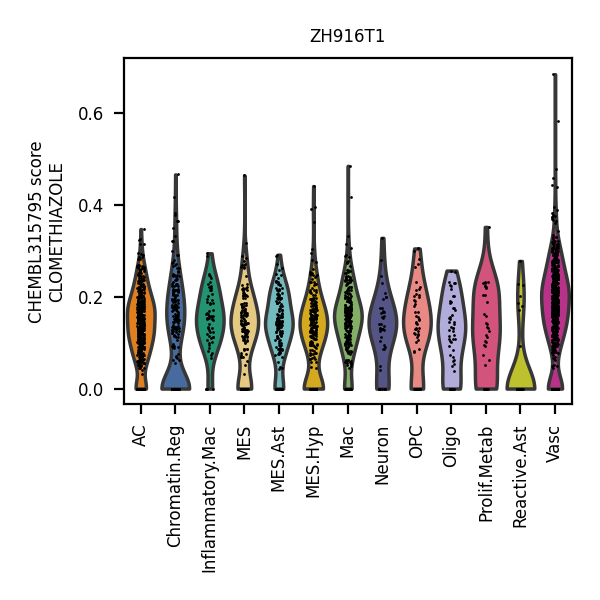 ZH916T1
CHEMBL315795 score
CLOMETHIAZOLE
0.6
0.4
0.2
0.0
AC
Chromatin.Reg
Inflammatory.Mac
MES
MES.Ast
MES.Hyp
Mac
Neuron
OPC
Oligo
Prolif.Metab
Reactive.Ast
Vasc